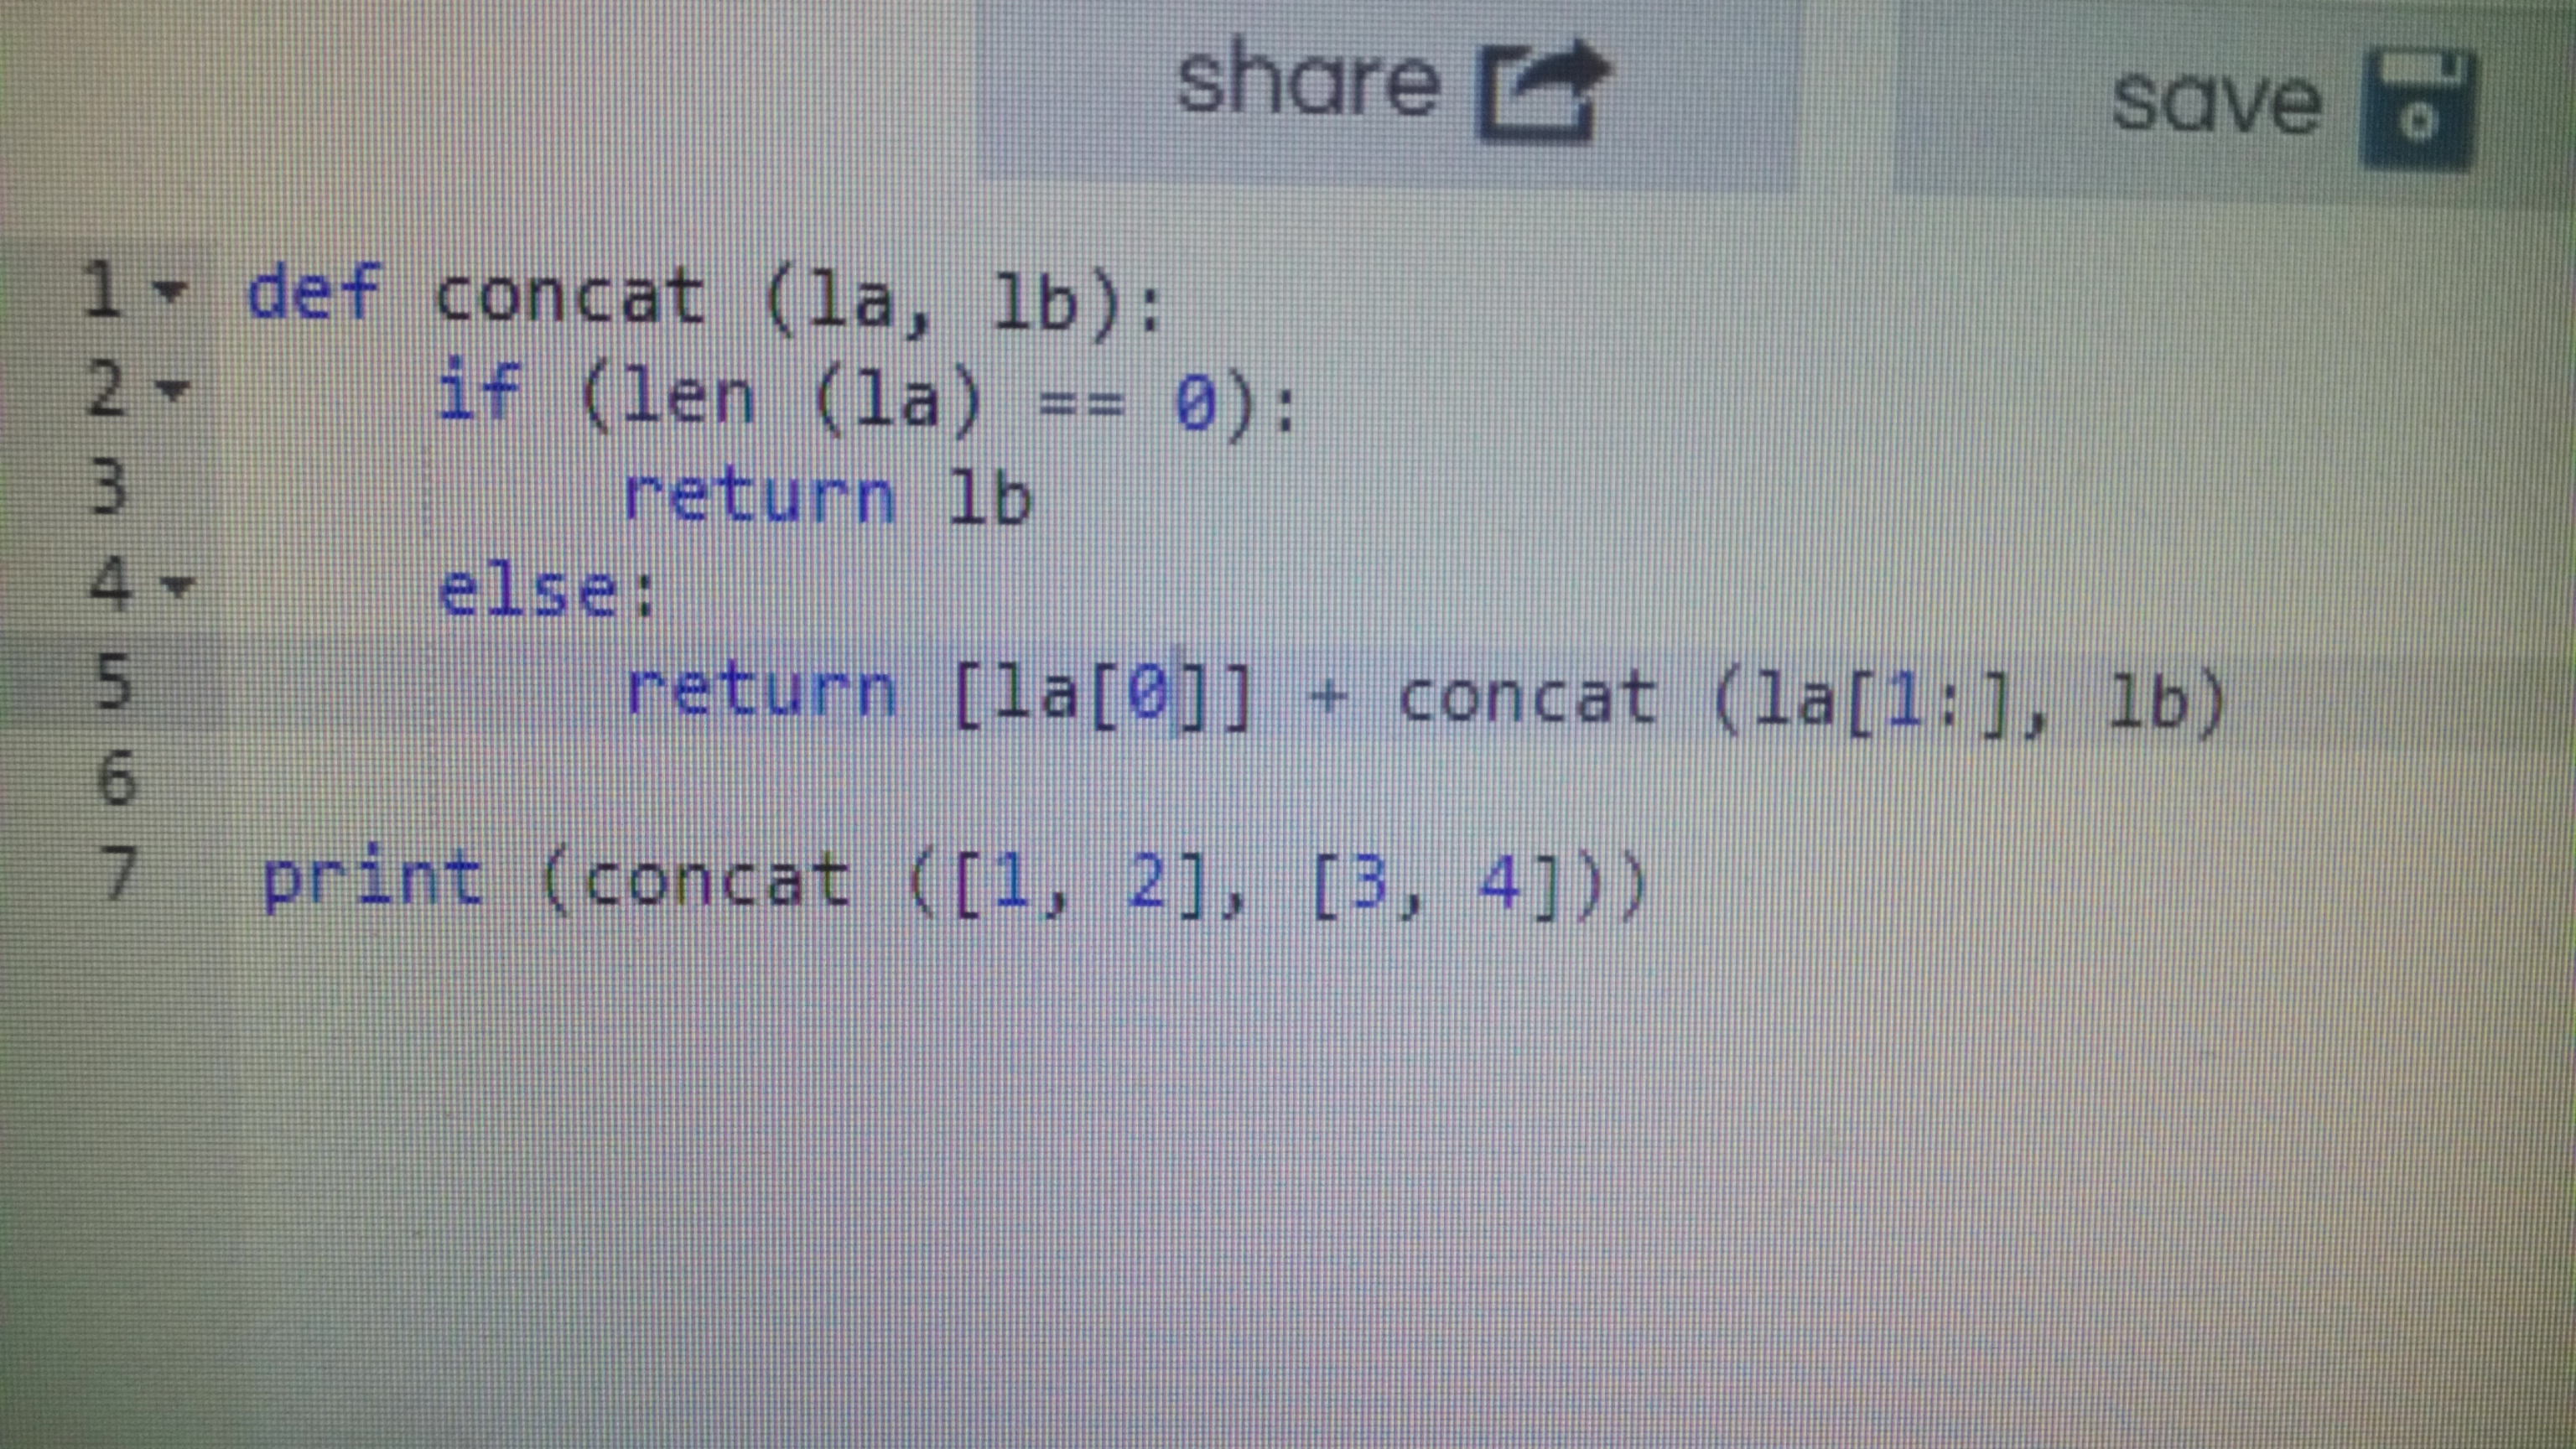 share save
1 def concat (la, lb):
2     if (len (la) == 0):
3         return lb
4     else:
5         return [la[0]] + concat (la[1:], lb)
6
7 print (concat ([1, 2], [3, 4]))